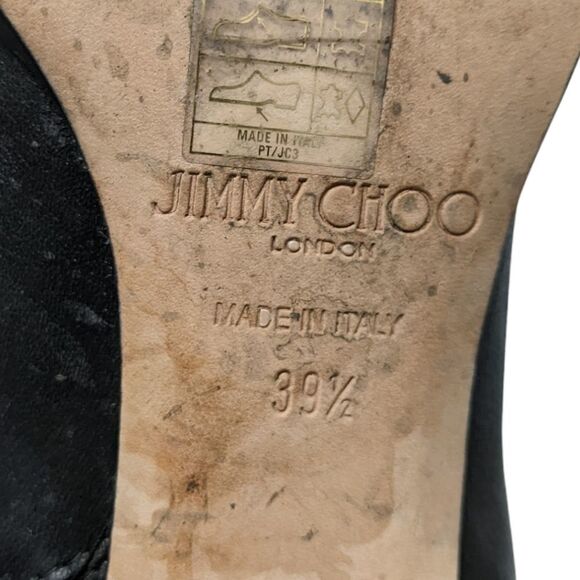 MADE IN ITALY
PT/JC3
JIMMY CHOO
LONDON
MADE IN ITALY
39½